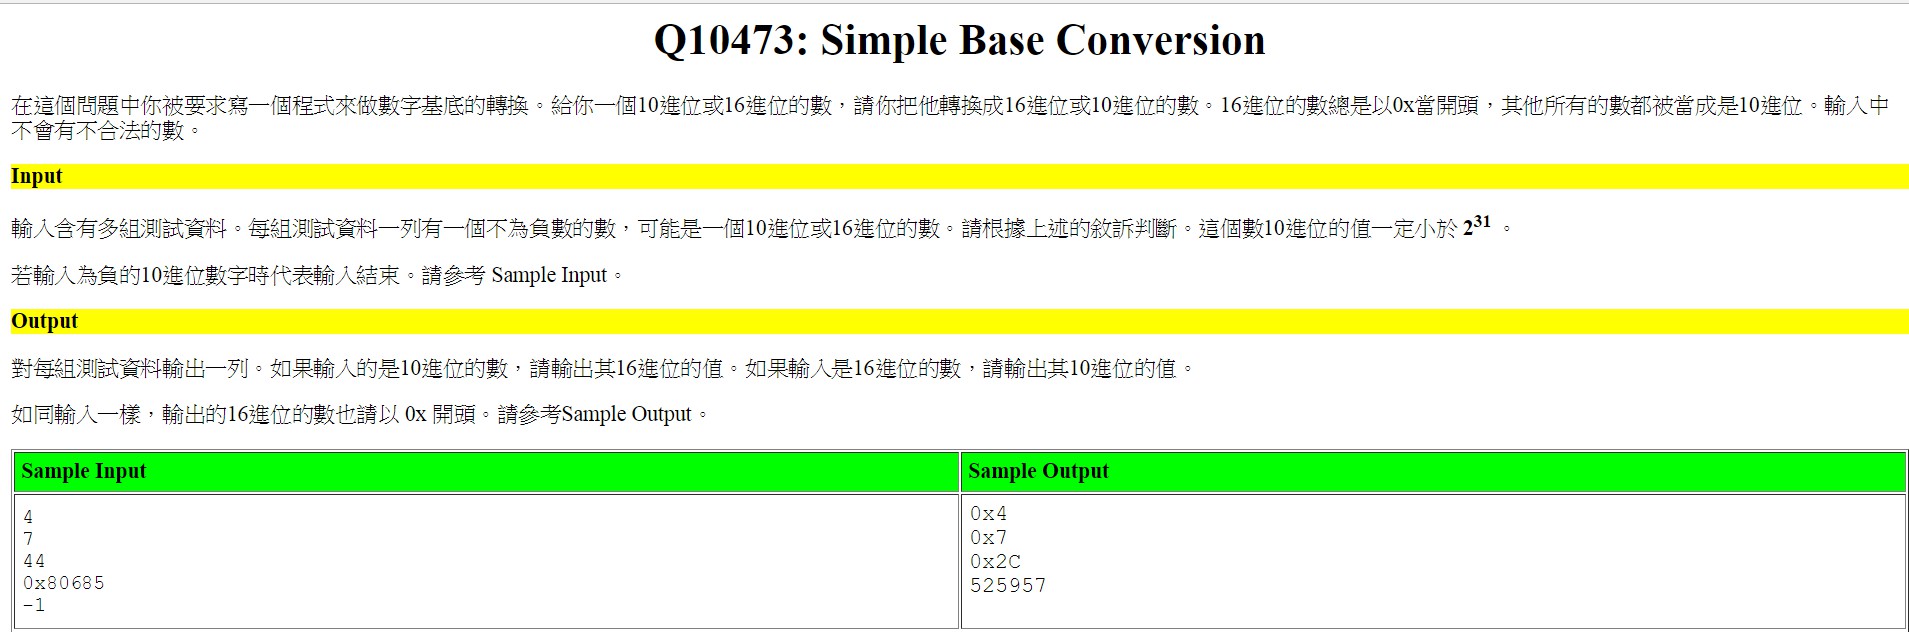 Q10473: Simple Base Conversion
在這個問題中你被要求寫一個程式來做數字基底的轉換。給你一個10進位或16進位的數，請你把他轉換成16進位或10進位的數。16進位的數總是以0x當開頭，其他所有的數都被當成是10進位。輸入中
不會有不合法的數。
Input
輸入含有多組測試資料。每組測試資料一列有一個不為負數的數，可能是一個10進位或16進位的數。請根據上述的敘訴判斷。這個數10進位的值一定小於 2³¹ 。
若輸入為負的10進位數字時代表輸入結束。請參考 Sample Input。
Output
對每組測試資料輸出一列。如果輸入的是10進位的數，請輸出其16進位的值。如果輸入是16進位的數，請輸出其10進位的值。
如同輸入一樣，輸出的16進位的數也請以 0x 開頭。請參考Sample Output。
Sample Input
4
7
44
0x80685
-1
Sample Output
0x4
0x7
0x2C
525957